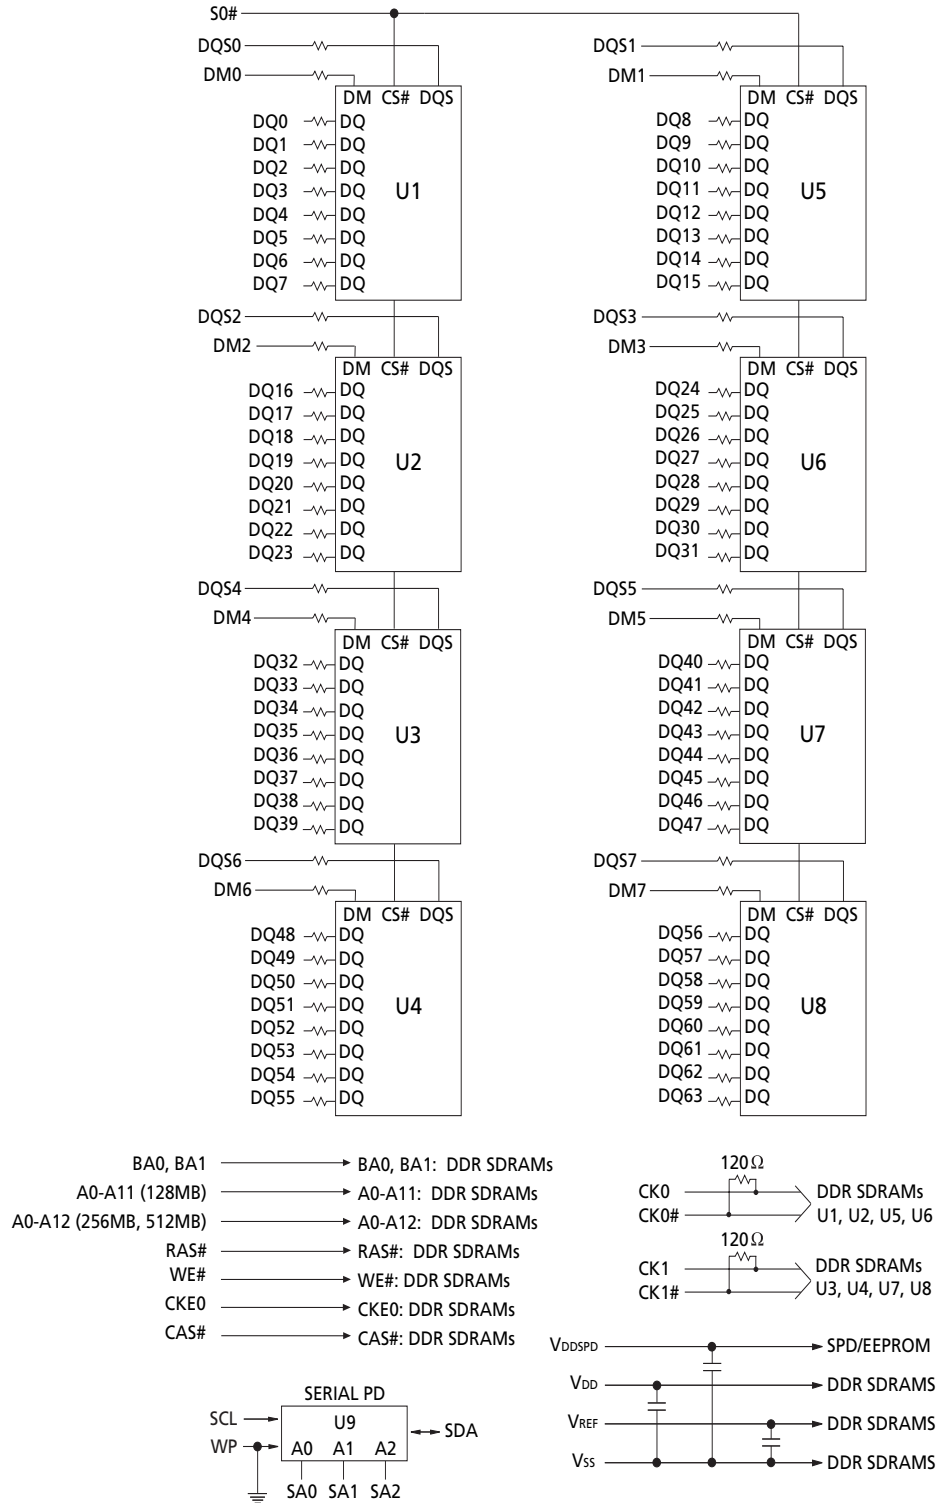 S0#
DQS0
DM0
DM CS# DQS
DQ0 DQ
DQ1 DQ
DQ2 DQ
DQ3 DQ
DQ4 DQ
DQ5 DQ
DQ6 DQ
DQ7 DQ
U1
DQS1
DM1
DM CS# DQS
DQ8 DQ
DQ9 DQ
DQ10 DQ
DQ11 DQ
DQ12 DQ
DQ13 DQ
DQ14 DQ
DQ15 DQ
U5
DQS2
DM2
DM CS# DQS
DQ16 DQ
DQ17 DQ
DQ18 DQ
DQ19 DQ
DQ20 DQ
DQ21 DQ
DQ22 DQ
DQ23 DQ
U2
DQS3
DM3
DM CS# DQS
DQ24 DQ
DQ25 DQ
DQ26 DQ
DQ27 DQ
DQ28 DQ
DQ29 DQ
DQ30 DQ
DQ31 DQ
U6
DQS4
DM4
DM CS# DQS
DQ32 DQ
DQ33 DQ
DQ34 DQ
DQ35 DQ
DQ36 DQ
DQ37 DQ
DQ38 DQ
DQ39 DQ
U3
DQS5
DM5
DM CS# DQS
DQ40 DQ
DQ41 DQ
DQ42 DQ
DQ43 DQ
DQ44 DQ
DQ45 DQ
DQ46 DQ
DQ47 DQ
U7
DQS6
DM6
DM CS# DQS
DQ48 DQ
DQ49 DQ
DQ50 DQ
DQ51 DQ
DQ52 DQ
DQ53 DQ
DQ54 DQ
DQ55 DQ
U4
DQS7
DM7
DM CS# DQS
DQ56 DQ
DQ57 DQ
DQ58 DQ
DQ59 DQ
DQ60 DQ
DQ61 DQ
DQ62 DQ
DQ63 DQ
U8
BA0, BA1 BA0, BA1: DDR SDRAMs
A0-A11 (128MB) A0-A11: DDR SDRAMs
A0-A12 (256MB, 512MB) A0-A12: DDR SDRAMs
RAS# RAS#: DDR SDRAMs
WE# WE#: DDR SDRAMs
CKE0 CKE0: DDR SDRAMs
CAS# CAS#: DDR SDRAMs
120Ω
CK0 DDR SDRAMs
CK0# U1, U2, U5, U6
120Ω
CK1 DDR SDRAMs
CK1# U3, U4, U7, U8
VDDSPD SPD/EEPROM
VDD DDR SDRAMS
VREF DDR SDRAMS
VSS DDR SDRAMS
SERIAL PD
SCL U9
SDA
WP A0 A1 A2
SA0 SA1 SA2